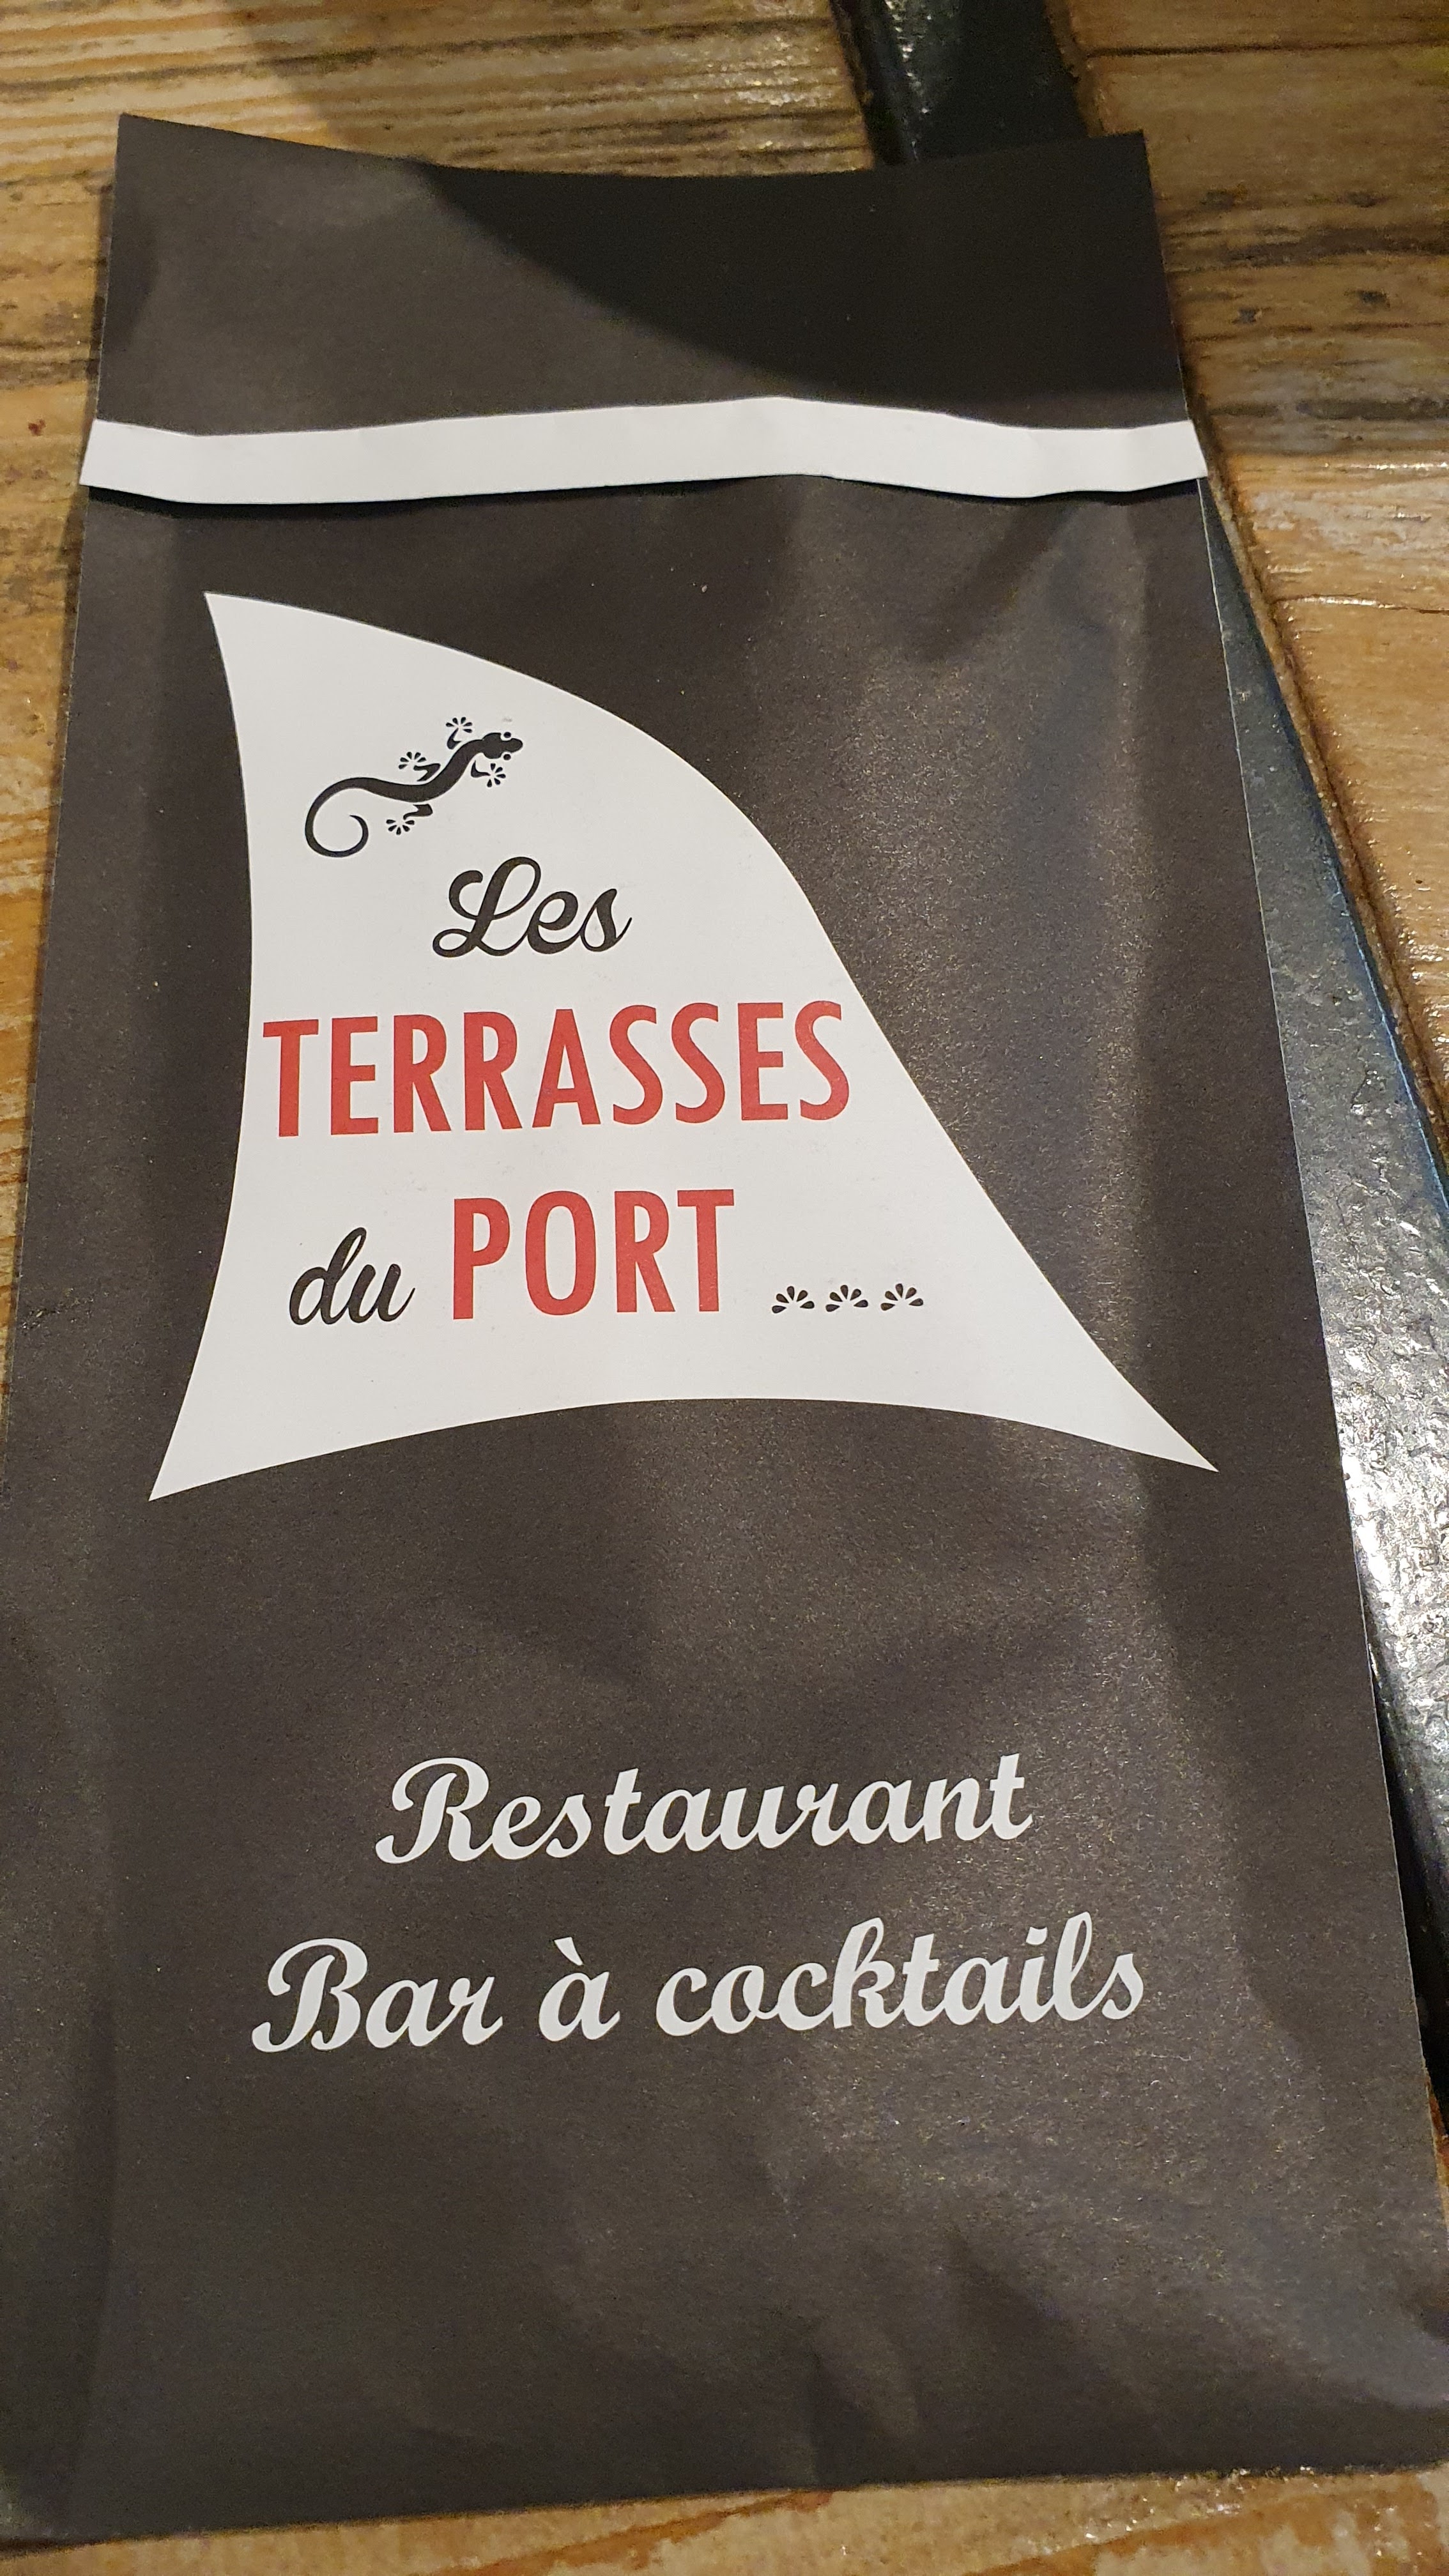 Les
TERRASSES
du PORT
Restaurant
Bar à cocktails